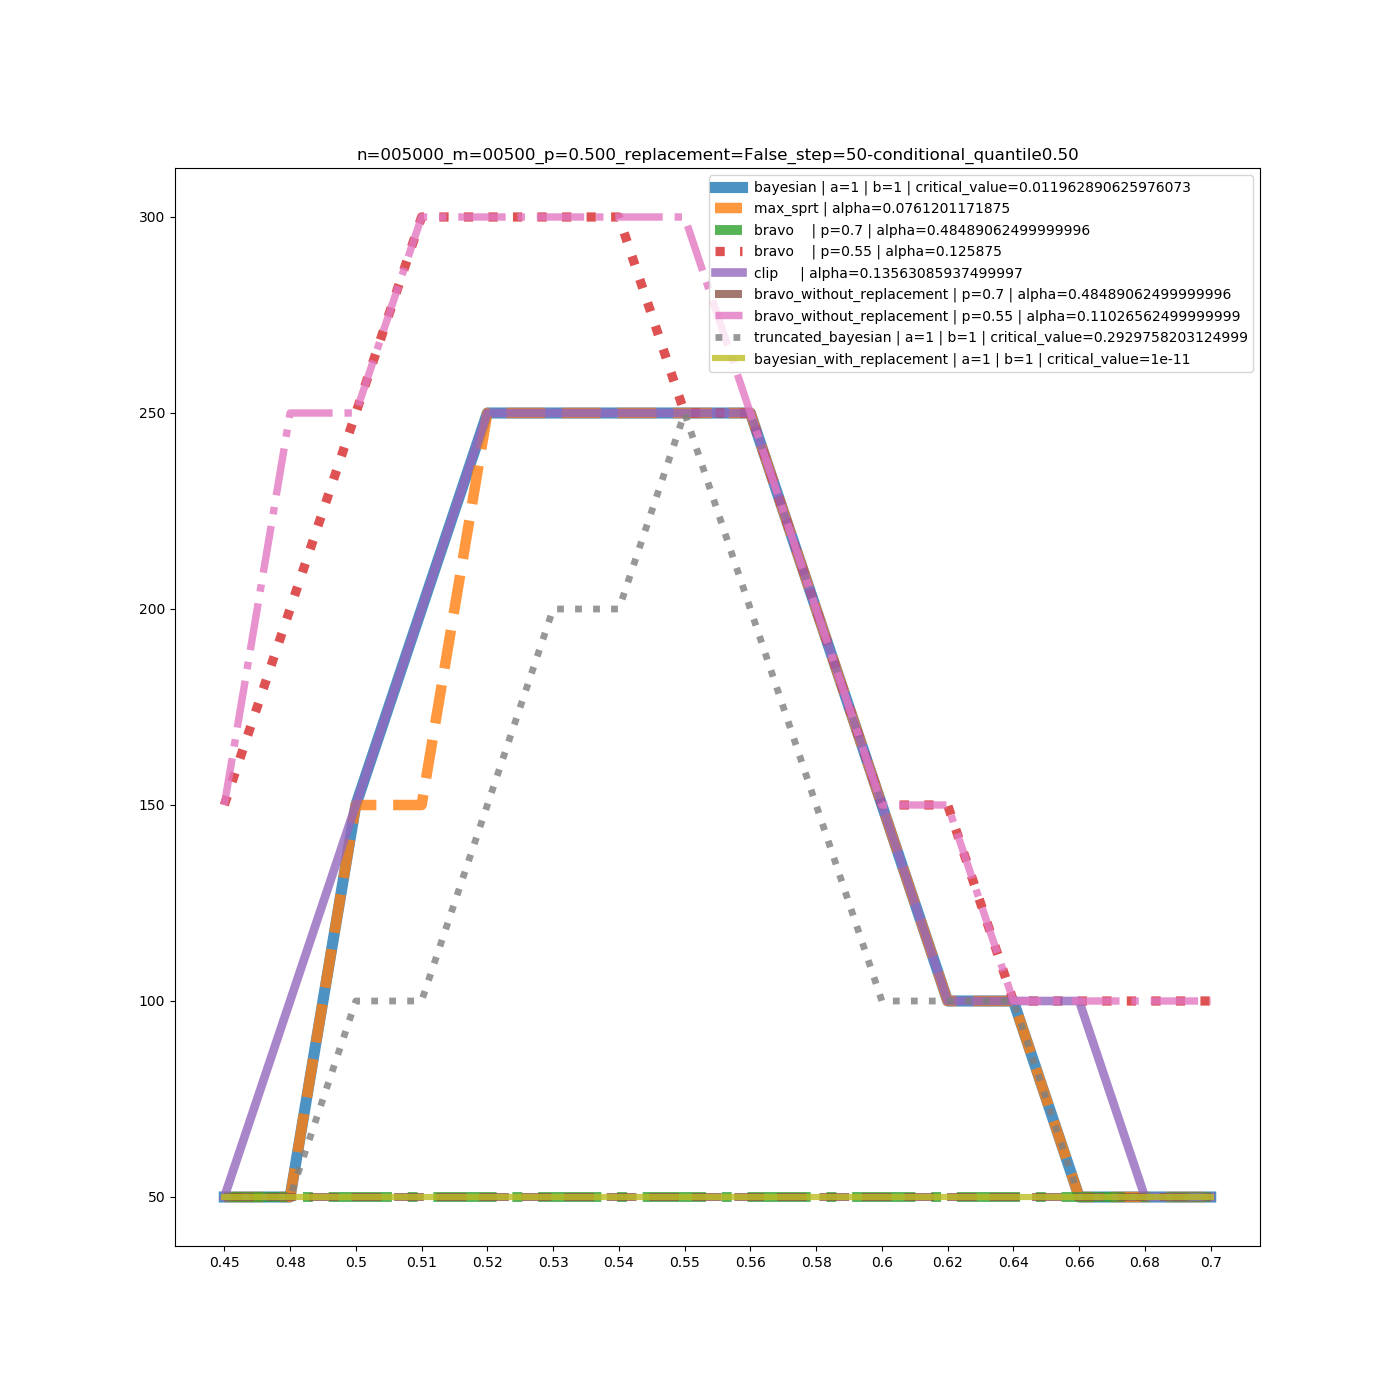 n=005000_m=00500_p=0.500_replacement=False_step=50-conditional_quantile0.50
bayesian | a=1 | b=1 | critical_value=0.011962890625976073
max_sprt | alpha=0.0761201171875
bravo    | p=0.7 | alpha=0.48489062499999996
bravo    | p=0.55 | alpha=0.125875
clip     | alpha=0.13563085937499997
bravo_without_replacement | p=0.7 | alpha=0.48489062499999996
bravo_without_replacement | p=0.55 | alpha=0.11026562499999999
truncated_bayesian | a=1 | b=1 | critical_value=0.2929758203124999
bayesian_with_replacement | a=1 | b=1 | critical_value=1e-11
300
250
200
150
100
50
0.45 0.48 0.5 0.51 0.52 0.53 0.54 0.55 0.56 0.58 0.6 0.62 0.64 0.66 0.68 0.7